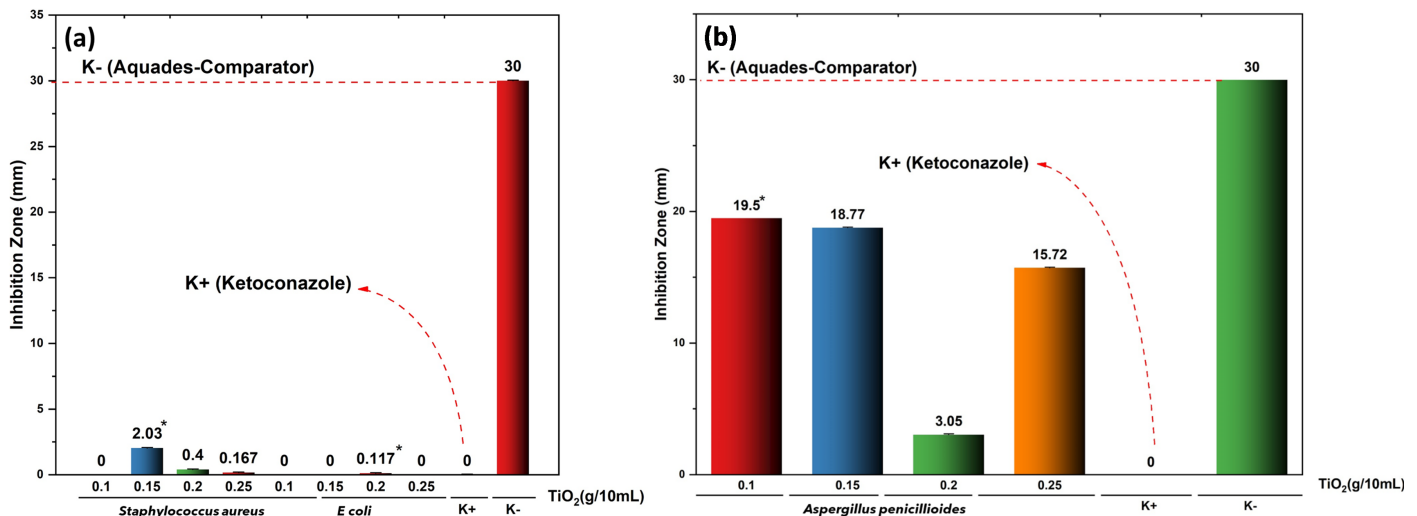 (a)
35
30
25
20
15
10
5
0
Inhibition Zone (mm)
K- (Aquades-Comparator)
30
K+ (Ketoconazole)
0
2.03*
0.4
0.167
0
0
0.117*
0
0
0.1 0.15 0.2 0.25 0.1 0.15 0.2 0.25
TiO₂(g/10mL)
Staphylococcus aureus E coli K+ K-
(b)
30
20
10
0
Inhibition Zone (mm)
K- (Aquades-Comparator)
30
K+ (Ketoconazole)
19.5*
18.77
3.05
15.72
0
0.1 0.15 0.2 0.25
TiO₂(g/10mL)
Aspergillus penicillioides K+ K-